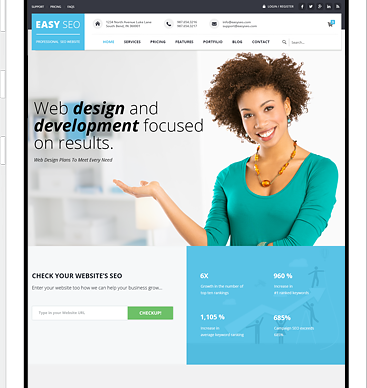 SUPPORT PRICING FAQS
LOGIN / REGISTER
EASY SEO
PROFESSIONAL SEO WEBSITE
1234 North Avenue Luke Lane
South Bend, IN 360001
987.654.3216
987.654.3217
info@easyseo.com
support@easyseo.com
HOME SERVICES PRICING FEATURES PORTFOLIO BLOG CONTACT
Search...
Web design and
development focused
on results.
Web Design Plans To Meet Every Need
CHECK YOUR WEBSITE'S SEO
Enter your website too how we can help your business grow...
Type in your Website URL
CHECKUP!
6X
Growth in the number of
top ten rankings
960 %
Increase in
#1 ranked keywords
1,105 %
Increase in
average keyword ranking
685%
Campaign ROI exceeds